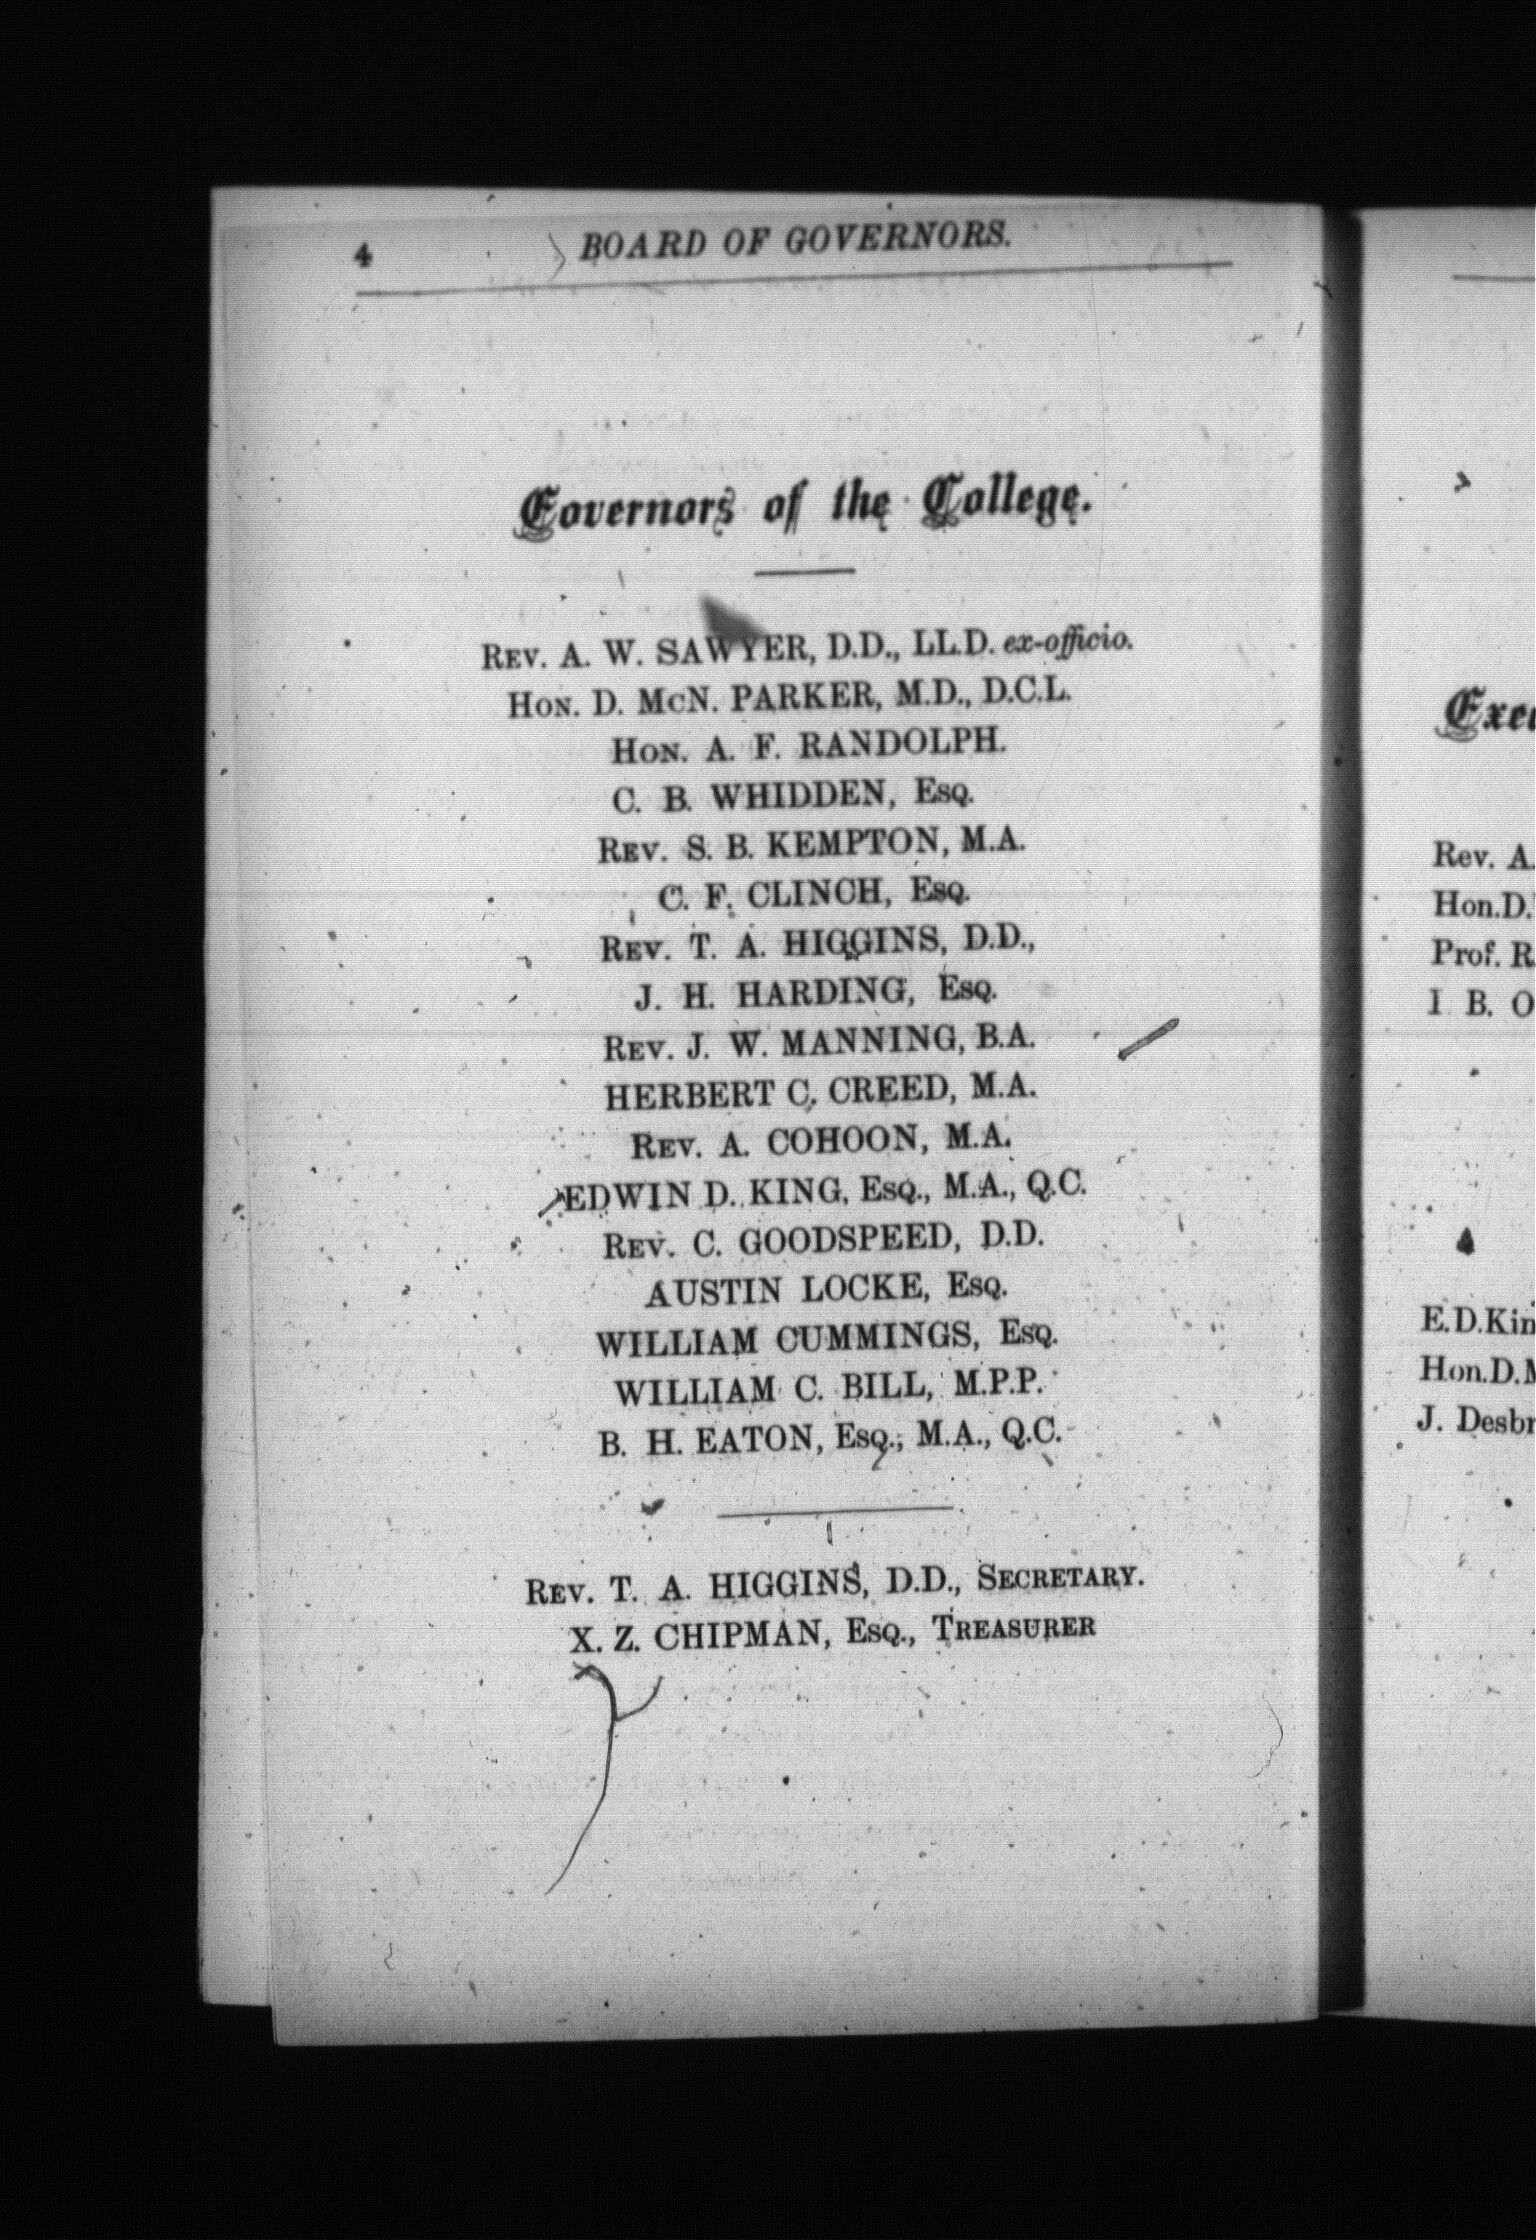 4
BOARD OF GOVERNORS.
Governors of the College.
REV. A. W. SAWYER, D.D., LL.D. ex-officio.
HON. D. McN. PARKER, M.D., D.C.L.
HON. A. F. RANDOLPH.
C. B. WHIDDEN, ESQ.
REV. S. B. KEMPTON, M.A.
C. F. CLINCH, ESQ.
REV. T. A. HIGGINS, D.D.,
J. H. HARDING, ESQ.
REV. J. W. MANNING, B.A.
HERBERT C. CREED, M.A.
REV. A. COHOON, M.A.
EDWIN D. KING, ESQ., M.A., Q.C.
REV. C. GOODSPEED, D.D.
AUSTIN LOCKE, ESQ.
WILLIAM CUMMINGS, ESQ.
WILLIAM C. BILL, M.P.P.
B. H. EATON, ESQ., M.A., Q.C.
REV. T. A. HIGGINS, D.D., SECRETARY.
X. Z. CHIPMAN, ESQ., TREASURER
Rev. A.
Hon.D.
Prof. R.
I B. O
E.D.Kin
Hon.D.M
J. Desbr